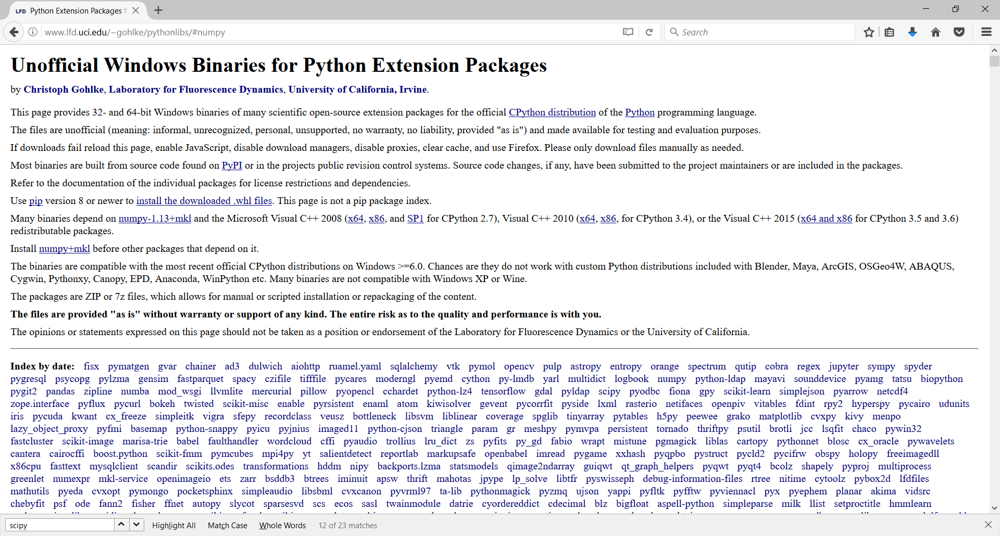 LFD Python Extension Packages f
www.lfd.uci.edu/~gohlke/pythonlibs/#numpy
Search
Unofficial Windows Binaries for Python Extension Packages
by Christoph Gohlke, Laboratory for Fluorescence Dynamics, University of California, Irvine.
This page provides 32- and 64-bit Windows binaries of many scientific open-source extension packages for the official CPython distribution of the Python programming language.
The files are unofficial (meaning: informal, unrecognized, personal, unsupported, no warranty, no liability, provided "as is") and made available for testing and evaluation purposes.
If downloads fail reload this page, enable JavaScript, disable download managers, disable proxies, clear cache, and use Firefox. Please only download files manually as needed.
Most binaries are built from source code found on PyPI or in the projects public revision control systems. Source code changes, if any, have been submitted to the project maintainers or are included in the packages.
Refer to the documentation of the individual packages for license restrictions and dependencies.
Use pip version 8 or newer to install the downloaded .whl files. This page is not a pip package index.
Many binaries depend on numpy-1.13+mkl and the Microsoft Visual C++ 2008 (x64, x86, and SP1 for CPython 2.7), Visual C++ 2010 (x64, x86, for CPython 3.4), or the Visual C++ 2015 (x64 and x86 for CPython 3.5 and 3.6)
redistributable packages.
Install numpy+mkl before other packages that depend on it.
The binaries are compatible with the most recent official CPython distributions on Windows >=6.0. Chances are they do not work with custom Python distributions included with Blender, Maya, ArcGIS, OSGeo4W, ABAQUS,
Cygwin, Pythonxy, Canopy, EPD, Anaconda, WinPython etc. Many binaries are not compatible with Windows XP or Wine.
The packages are ZIP or 7z files, which allows for manual or scripted installation or repackaging of the content.
The files are provided "as is" without warranty or support of any kind. The entire risk as to the quality and performance is with you.
The opinions or statements expressed on this page should not be taken as a position or endorsement of the Laboratory for Fluorescence Dynamics or the University of California.
Index by date: fisx pymatgen gvar chainer ad3 dulwich aiohttp ruamel.yaml sqlalchemy vtk pymol opencv pulp astropy entropy orange spectrum qutip cobra regex jupyter sympy spyder
pygresql psycopg pylzma gensim fastparquet spacy czifile tifffile pycares moderngl pyemd cython py-lmdb yarl multidict logbook numpy python-ldap mayavi sounddevice pyamg tatsu biopython
pygit2 pandas zipline numba mod_wsgi llvmlite mercurial pillow pyopencl cchardet python-lz4 tensorflow gdal pyldap scipy pyodbc fiona gpy scikit-learn simplejson pyarrow netcdf4
zope.interface pyflux pycurl bokeh twisted scikit-misc enable pyrsistent enaml atom kiwisolver gevent pycorrfit pyside lxml rasterio netifaces openpiv vitables fdint rpy2 hyperspy pycairo udunits
iris pycuda kwant cx_freeze simpleitk vigra sfepy recordclass veusz bottleneck libsvm liblinear coverage spglib tinyarray pytables h5py peewee grako matplotlib cvxpy kivy menpo
lazy_object_proxy pyfmi basemap python-snappy pyicu pyjnius imaged11 python-cjson triangle param gr meshpy pymvpa persistent tornado thriftpy psutil brotli jcc lsqfit chaco pywin32
fastcluster scikit-image marisa-trie babel faulthandler wordcloud cffi pyaudio trollius lru_dict zs pyfits py_gd fabio wrapt mistune pgmagick liblas cartopy pythonnet blosc cx_oracle pywavelets
cantera cairocffi boost.python scikit-fmm pymcubes mpi4py yt salientdetect reportlab markupsafe openbabel imread pygame xxhash pyqpbo pystruct pycld2 pycifrw obspy holopy freeimagedll
x86cpu fasttext mysqlclient scandir scikits.odes transformations hddm nipy backports.lzma statsmodels qimage2ndarray guiqwt qt_graph_helpers pyqwt pyqt4 bcolz shapely pyproj multiprocess
greenlet numexpr mkl-service openimageio ets zarr bsddb3 btrees iminuit apsw thrift mahotas jpype lp_solve libtfr pyswisseph debug-information-files rtree nitime cytoolz pybox2d lfdfiles
mathutils pyeda cvxopt pymongo pocketsphinx simpleaudio libsbml cvxcanon pyvrml97 ta-lib pythonmagick pyzmq ujson yappi pyfltk pyfftw pyviennacl pyx pyephem planar akima vidsrc
chebyfit psf ode fann2 fisher ffnet autopy slycot sparsesvd scs ecos sasl twainmodule datrie cyordereddict cdecimal blz bigfloat aspell-python simpleparse milk llist setproctitle hmmlearn
scipy Highlight All Match Case Whole Words 12 of 23 matches